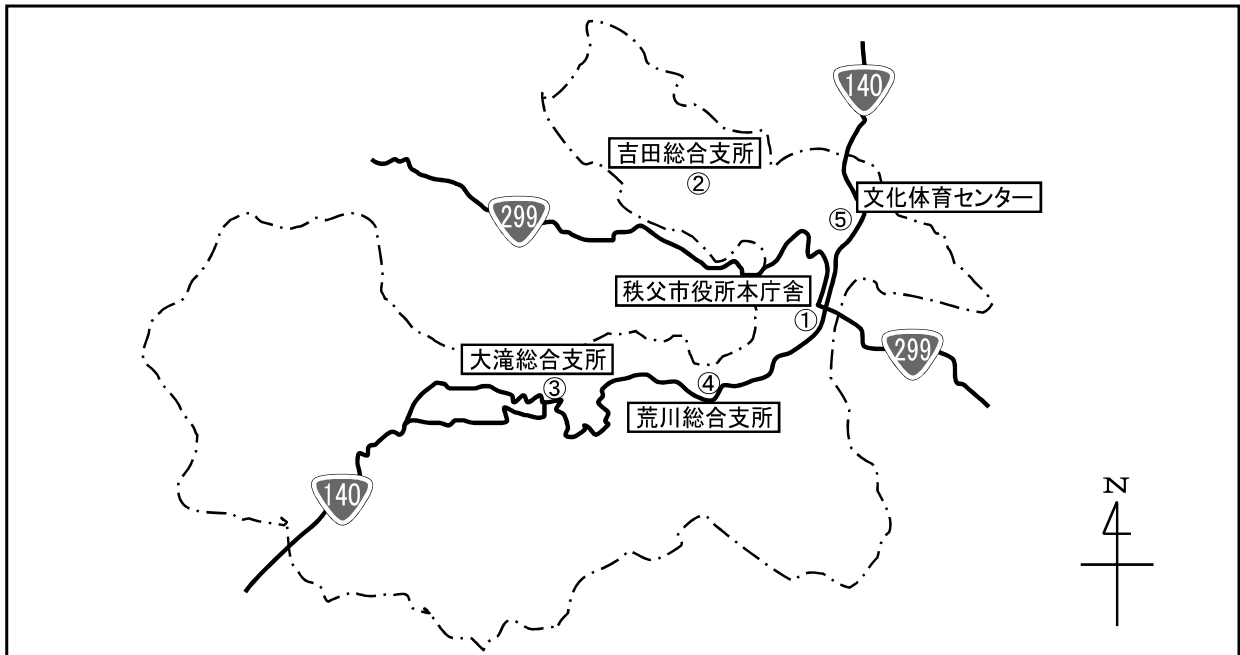 140
吉田総合支所
②
文化体育センター
299
⑤
秩父市役所本庁舎
①
299
大滝総合支所
③
④
荒川総合支所
140
N